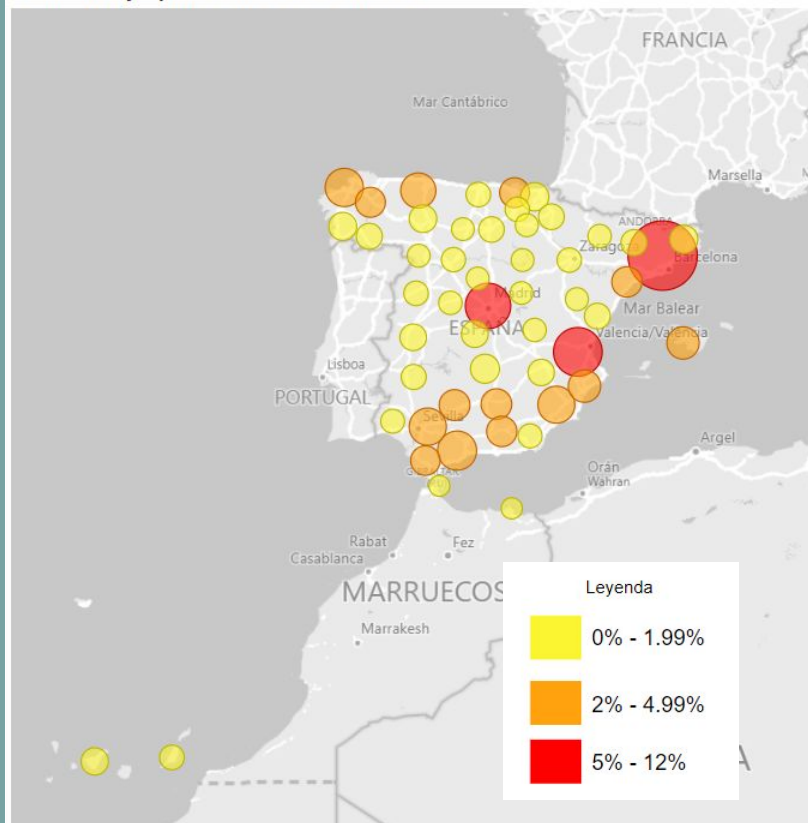 FRANCIA
Mar Cantábrico
Marsella
ANDORRA
Zaragoza
Barcelona
Madrid
Mar Balear
ESPAÑA
Valencia/València
Lisboa
PORTUGAL
Sevilla
Argel
GIBRALTAR
Orán
Wahran
Rabat
Fez
Casablanca
MARRUECOS
Marrakesh
Leyenda
0% - 1.99%
2% - 4.99%
5% - 12%
A